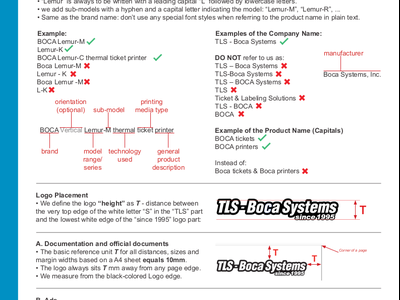 • "Lemur" is always to be written with a leading capital "L" followed by lowercase letters.
• we add sub-models with a hyphen and a capital letter indicating the model: "Lemur-M", "Lemur-R", ...
• Same as the brand name: don't use any special font styles when referring to the product name in plain text.
Example:
BOCA Lemur-M
Lemur-K
BOCA Lemur-C thermal ticket printer
Boca Lemur-M
Lemur - K
Boca Lemur -M
L-K
orientation
(optional)
sub-model
printing
media type
BOCA Vertical Lemur-M thermal ticket printer
brand
model
range/
series
technology
used
general
product
description
Examples of the Company Name:
TLS - Boca Systems
manufacturer
DO NOT refer to us as:
TLS – Boca Systems
TLS-Boca Systems
TLS – Boca Systems
TLS
Ticket & Labeling Solutions
TLS - BOCA
BOCA
Boca Systems, Inc.
Example of the Product Name (Capitals)
BOCA tickets
BOCA printers
Instead of:
Boca tickets & Boca printers
Logo Placement
• We define the logo "height" as T - distance between
the very top edge of the white letter "S" in the "TLS" part
and the lowest white edge of the "since 1995" logo part:
TLS - Boca Systems
since 1995
T
A. Documentation and official documents
• The basic reference unit T for all distances, sizes and
margin widths based on a A4 sheet equals 10mm.
• The logo always sits T mm away from any page edge.
• We measure from the black-colored Logo edge.
TLS - Boca Systems
since 1995
T
T
Corner of a page
B. Ads